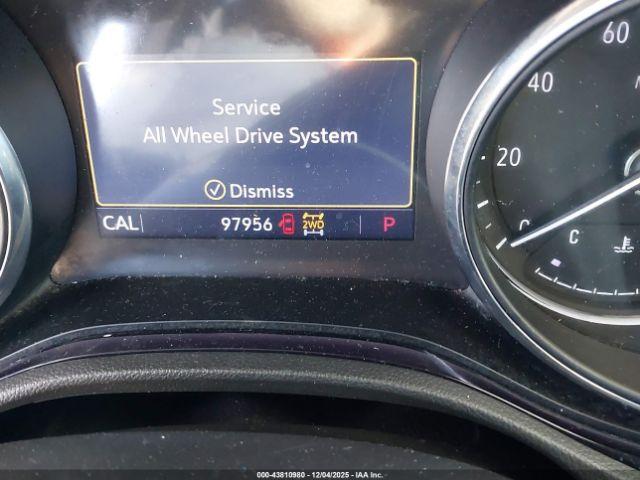 60
40
20
C
C
Service
All Wheel Drive System
Dismiss
CAL 97956 2WD P
000-43810980 | 12/04/2025 | IAA Inc.